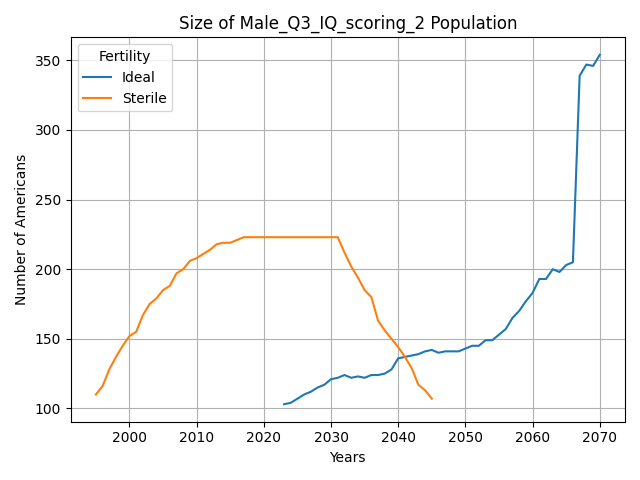 Size of Male_Q3_IQ_scoring_2 Population
Fertility
Ideal
Sterile
Number of Americans
350
300
250
200
150
100
2000 2010 2020 2030 2040 2050 2060 2070
Years